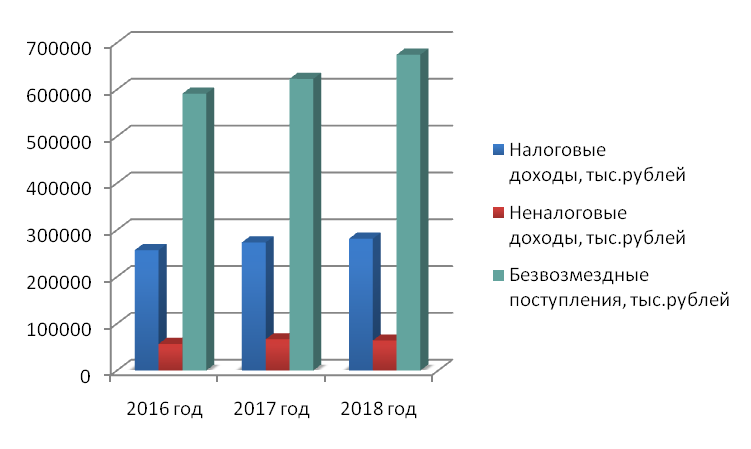 700000
600000
500000
400000
300000
200000
100000
0
2016 год 2017 год 2018 год
Налоговые
доходы, тыс.рублей
Неналоговые
доходы, тыс.рублей
Безвозмездные
поступления, тыс.рублей